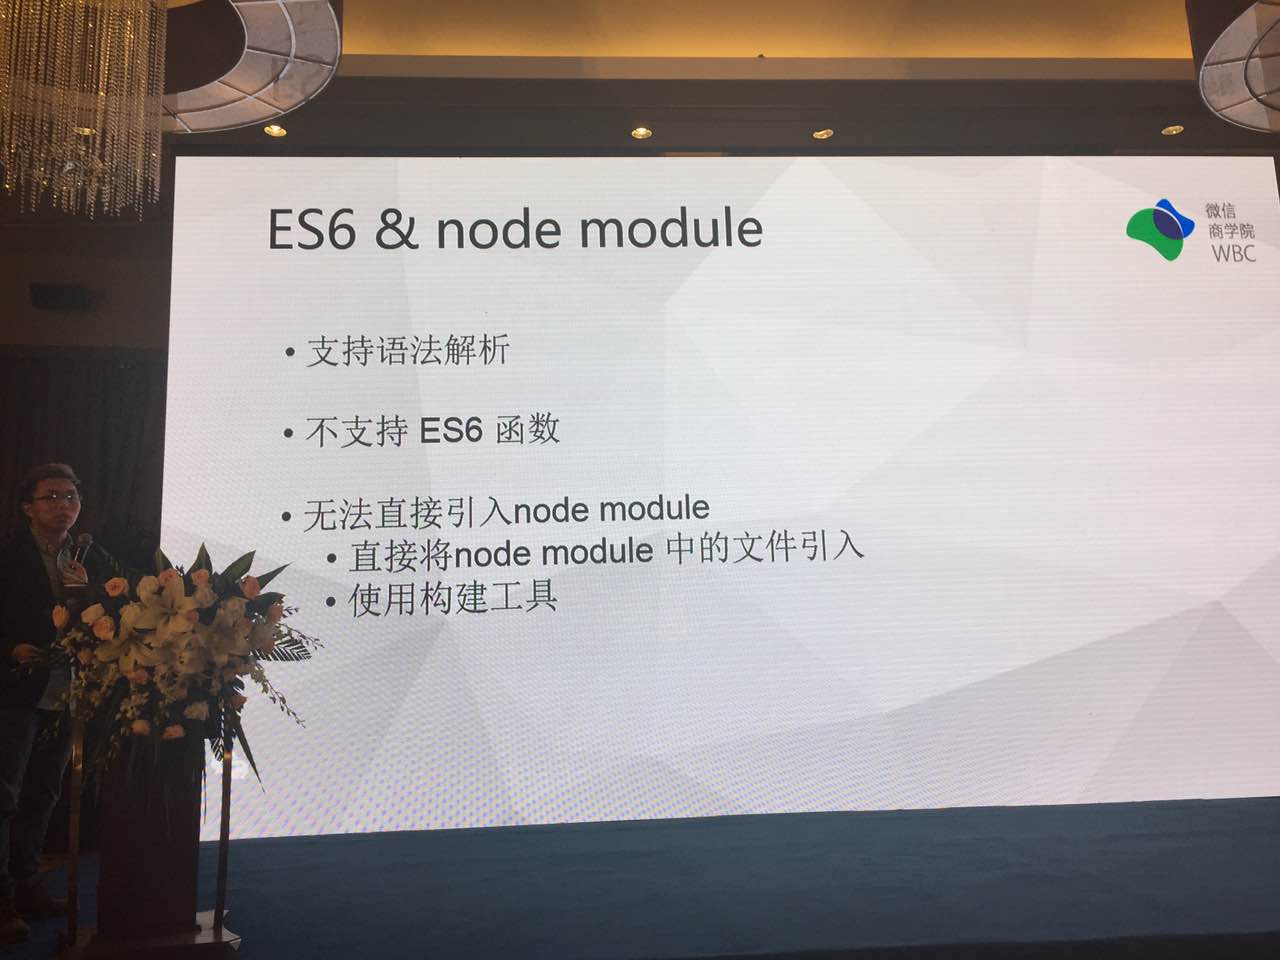 ES6 & node module
微信
商学院
WBC
• 支持语法解析
• 不支持 ES6 函数
• 无法直接引入node module
• 直接将node module 中的文件引入
• 使用构建工具